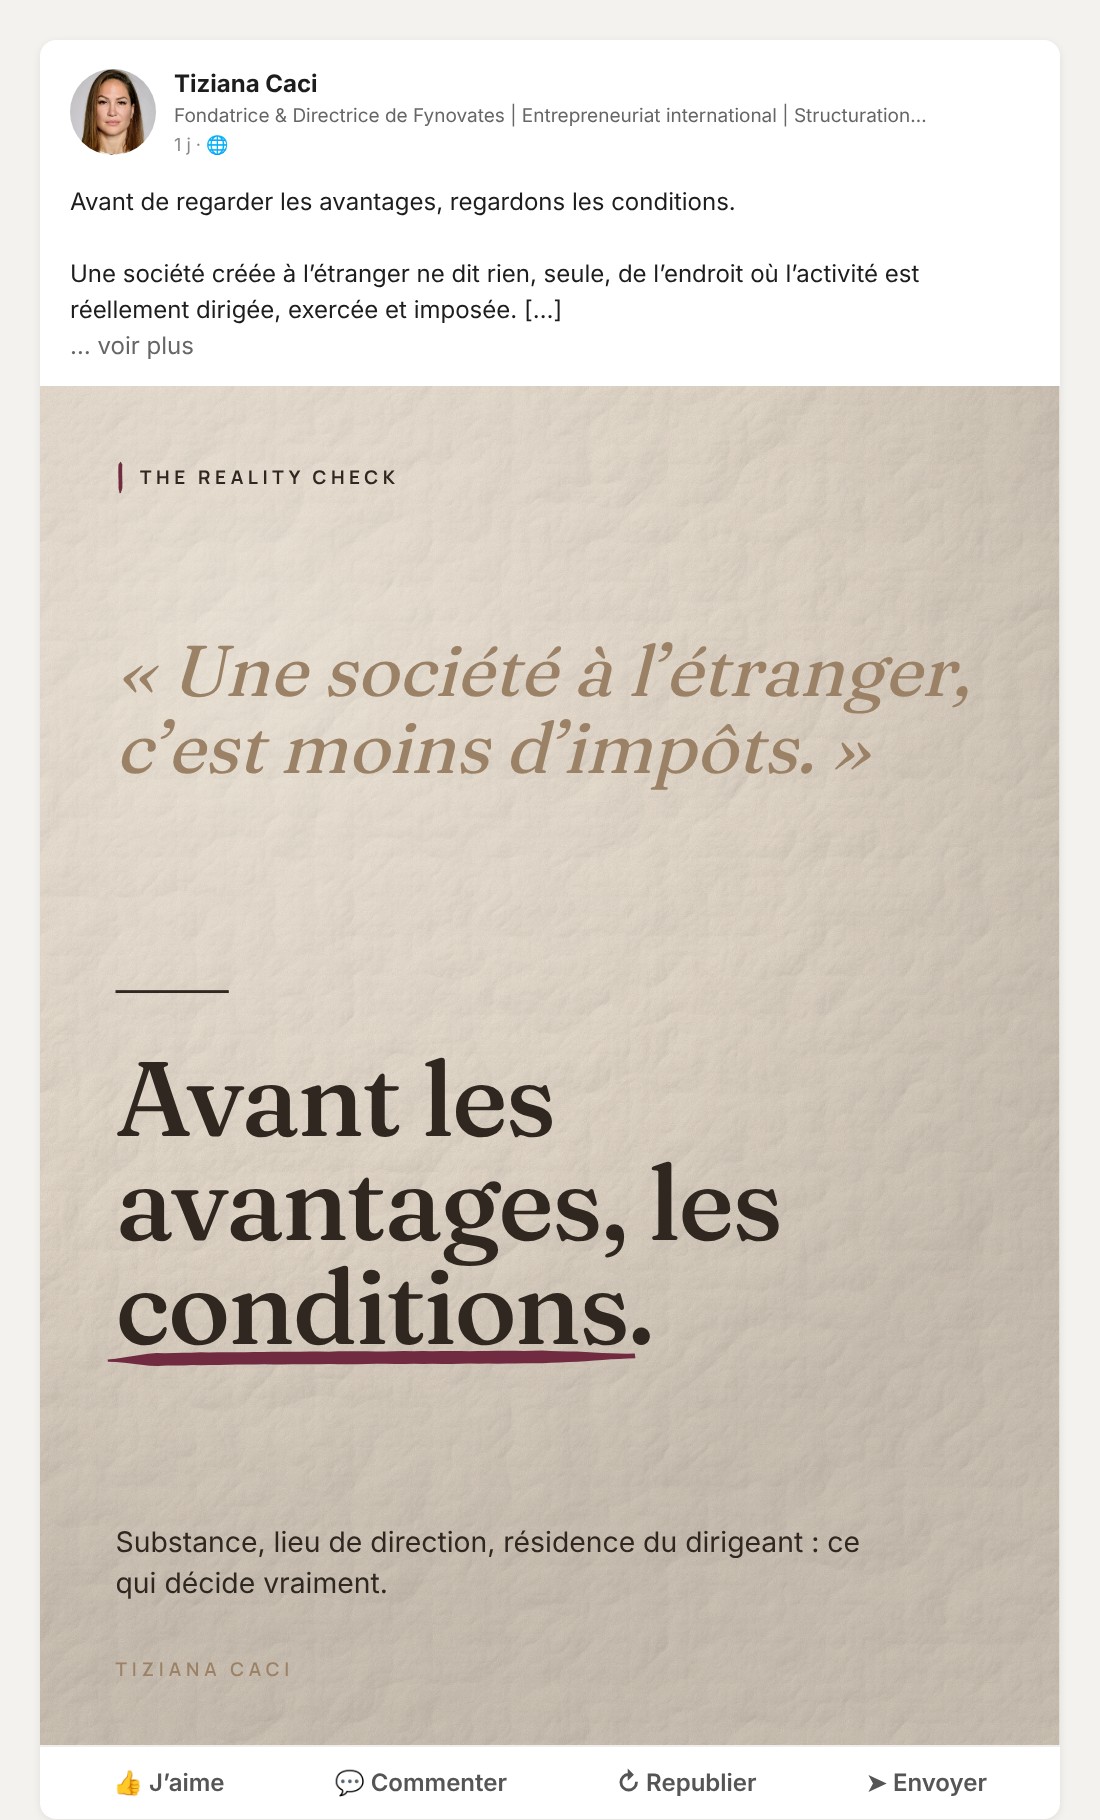 Tiziana Caci
Fondatrice & Directrice de Fynovates | Entrepreneuriat international | Structuration...
1 j ·
Avant de regarder les avantages, regardons les conditions.
Une société créée à l’étranger ne dit rien, seule, de l’endroit où l’activité est
réellement dirigée, exercée et imposée. [...]
... voir plus
THE REALITY CHECK
« Une société à l’étranger,
c’est moins d’impôts. »
Avant les
avantages, les
conditions.
Substance, lieu de direction, résidence du dirigeant : ce
qui décide vraiment.
TIZIANA CACI
J’aime
Commenter
Republier
Envoyer